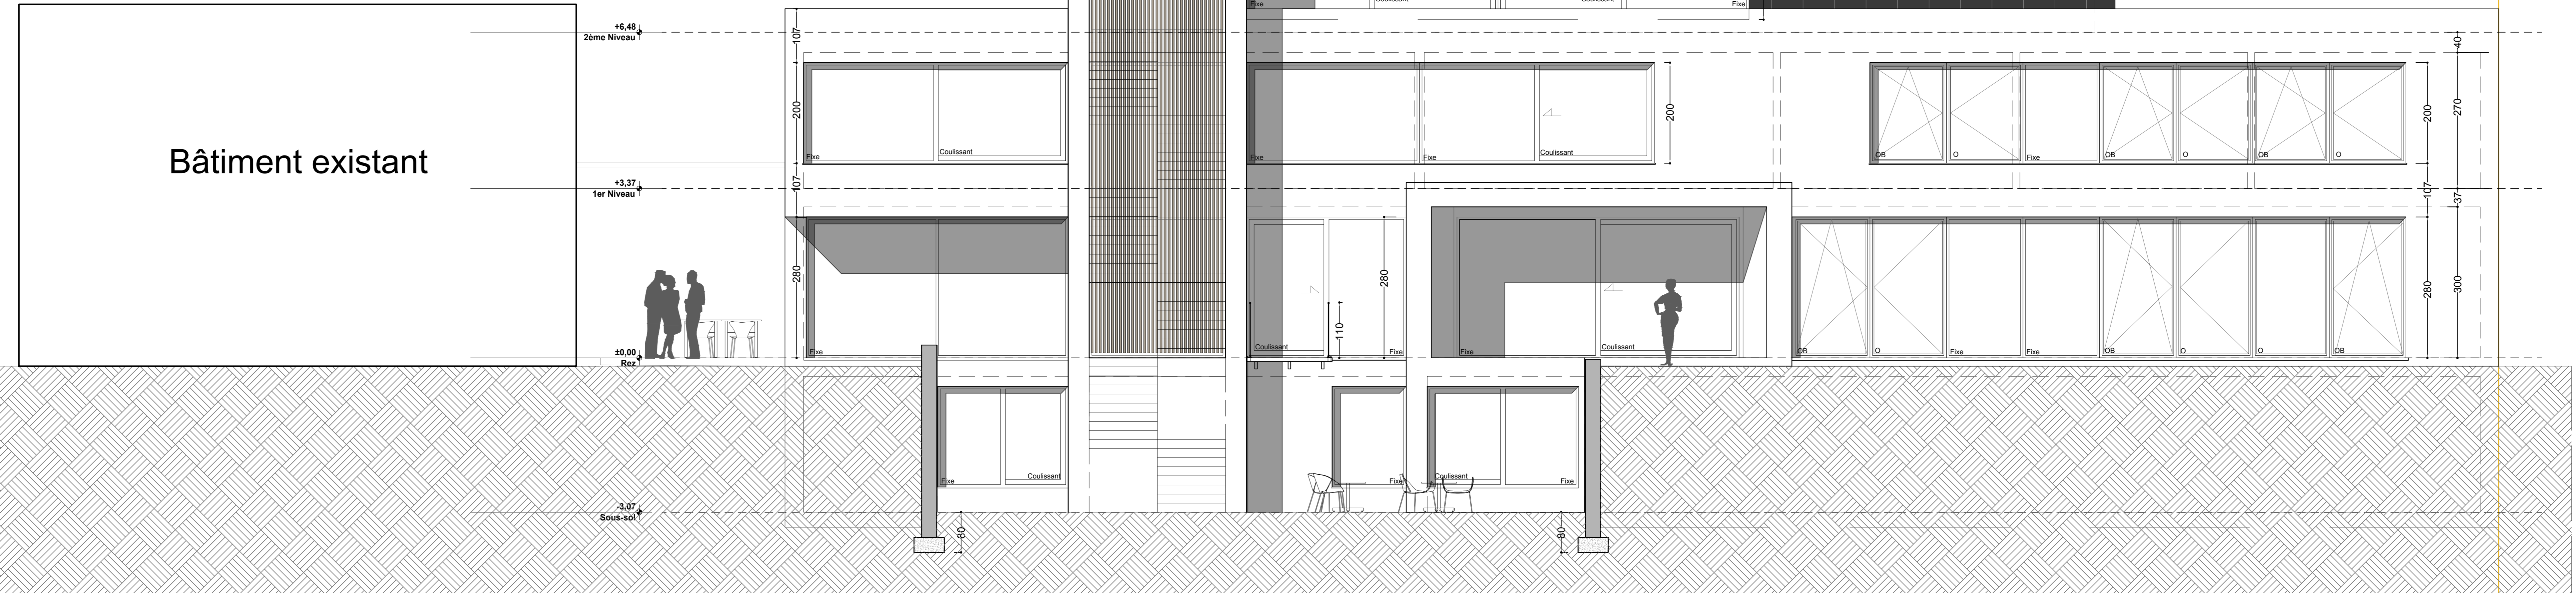 Fixe
Coulissant
Coulissant
Fixe
+6,48
2ème Niveau
107
40
200
200
200
270
Bâtiment existant
Fixe
Coulissant
Fixe
Fixe
Coulissant
OB
O
Fixe
OB
O
OB
O
+3,37
1er Niveau
107
107
37
280
280
280
300
110
±0,00
Rez
Fixe
Coulissant
Fixe
Fixe
Coulissant
OB
O
Fixe
Fixe
OB
O
O
OB
Fixe
Coulissant
Fixe
Coulissant
Fixe
-3,07
Sous-sol
80
80